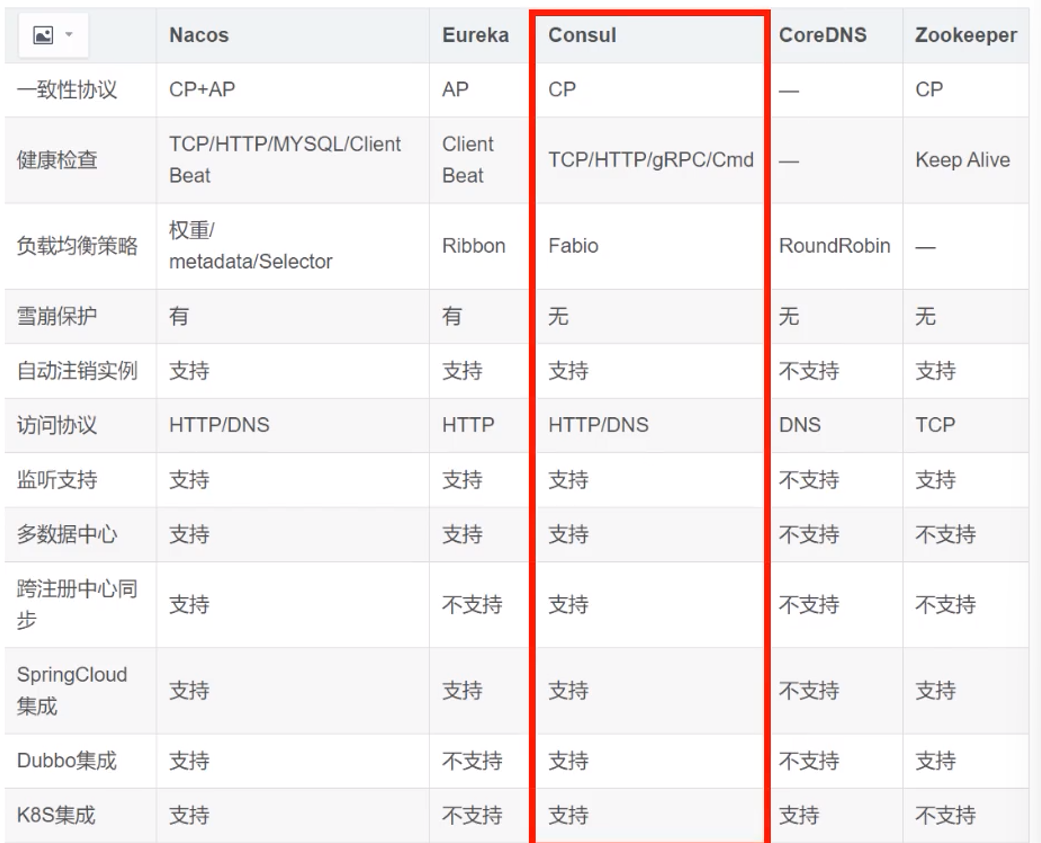 Nacos Eureka Consul CoreDNS Zookeeper
一致性协议 CP+AP AP CP — CP
健康检查 TCP/HTTP/MYSQL/Client Beat Client Beat TCP/HTTP/gRPC/Cmd — Keep Alive
负载均衡策略 权重/metadata/Selector Ribbon Fabio RoundRobin —
雪崩保护 有 有 无 无 无
自动注销实例 支持 支持 支持 不支持 支持
访问协议 HTTP/DNS HTTP HTTP/DNS DNS TCP
监听支持 支持 支持 支持 不支持 支持
多数据中心 支持 支持 支持 不支持 不支持
跨注册中心同步 支持 不支持 支持 不支持 不支持
SpringCloud集成 支持 支持 支持 不支持 支持
Dubbo集成 支持 不支持 支持 不支持 支持
K8S集成 支持 不支持 支持 支持 不支持